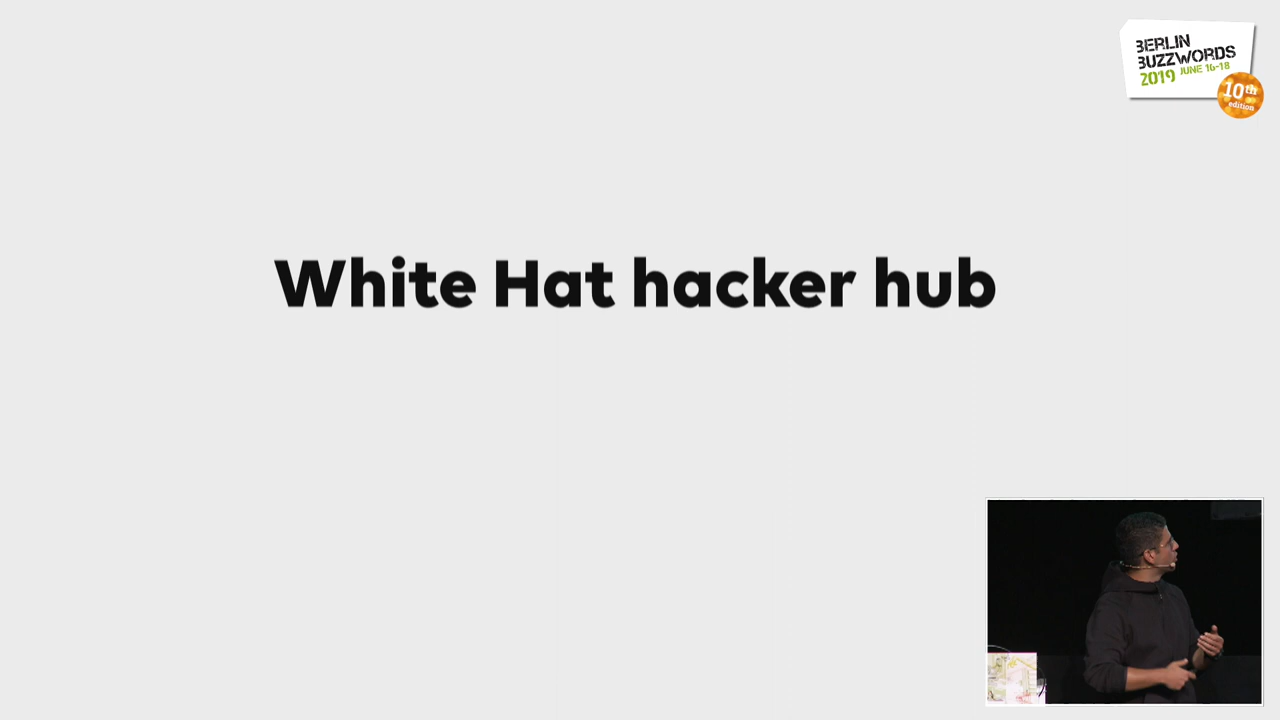 BERLIN
BUZZWORDS
2019 JUNE 16-18
10th
edition
White Hat hacker hub